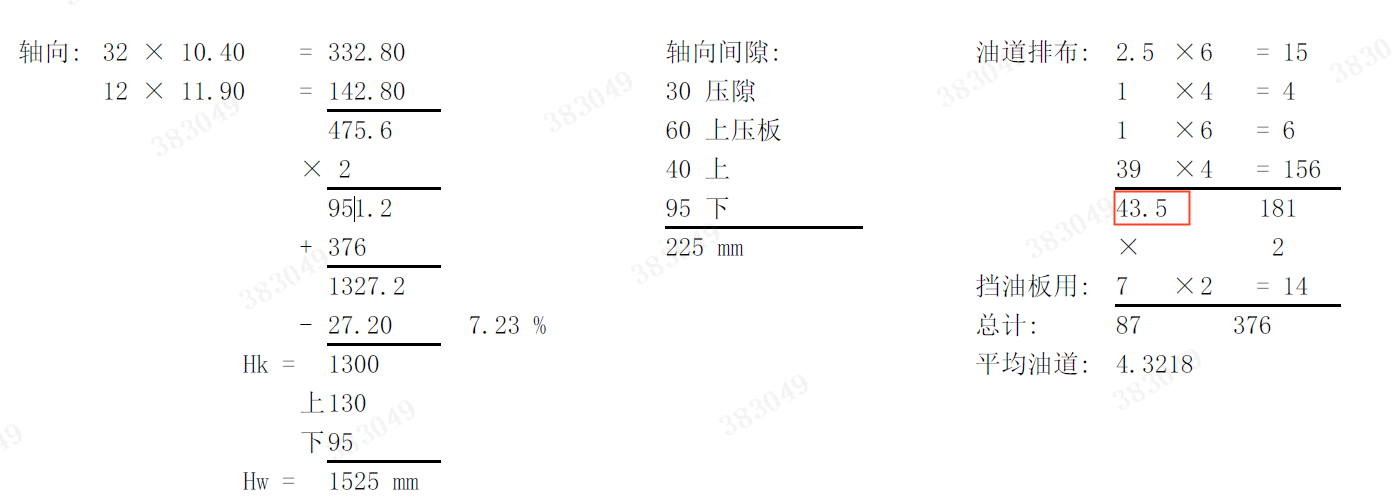 轴向: 32 × 10.40 = 332.80
12 × 11.90 = 142.80
475.6
× 2
951.2
+ 376
1327.2
- 27.20 7.23 %
Hk = 1300
上130
下95
Hw = 1525 mm
轴向间隙:
30 压隙
60 上压板
40 上
95 下
225 mm
油道排布: 2.5 ×6 = 15
1 ×4 = 4
1 ×6 = 6
39 ×4 = 156
43.5 181
× 2
挡油板用: 7 ×2 = 14
总计: 87 376
平均油道: 4.3218
383049
383049
383049
383049
383049
383049
383049
383049
383049
383049